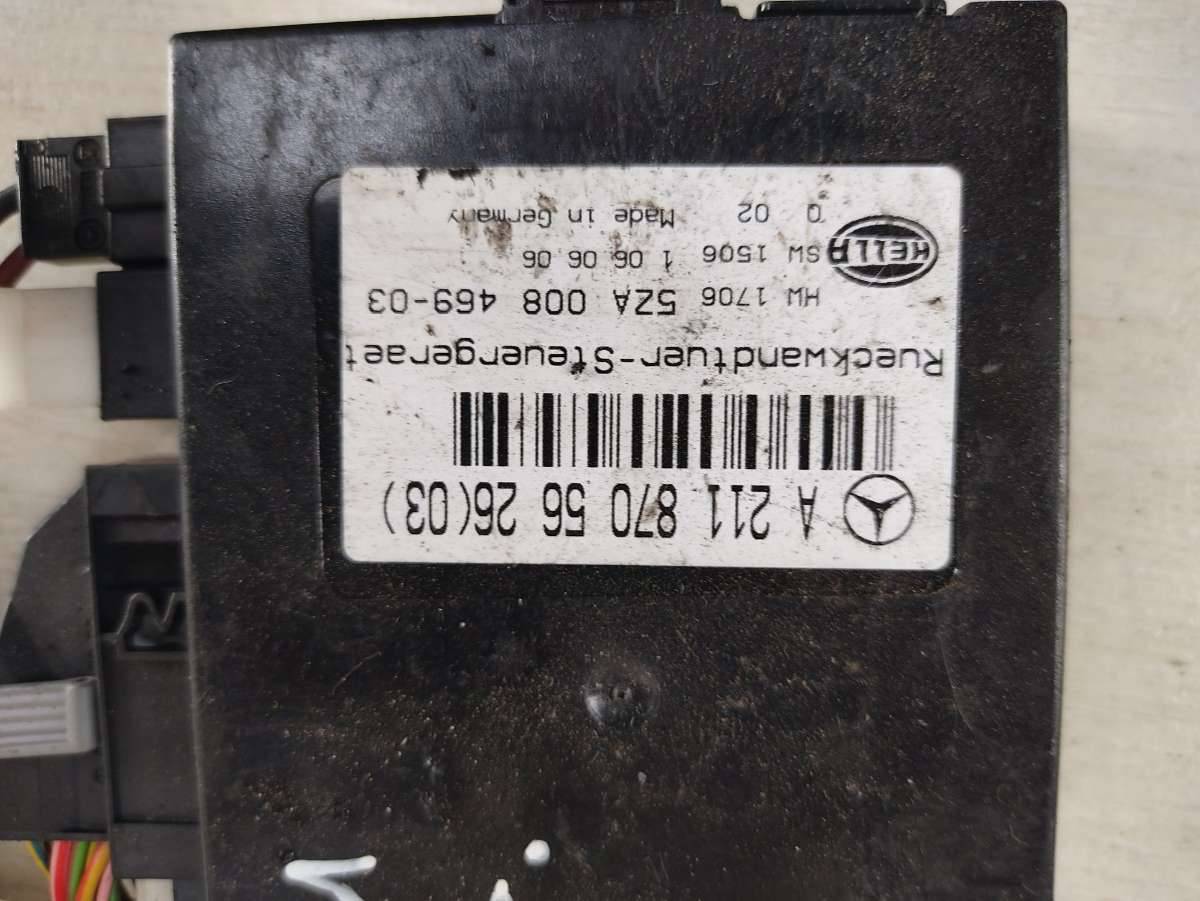 A 211 870 56 26(03)
Rueckwandtuer-Steuergeraet
HW 1706 5ZA 008 469-03
HELLA
SW 1506 1 06 06 06
Q 02 Made in Germany